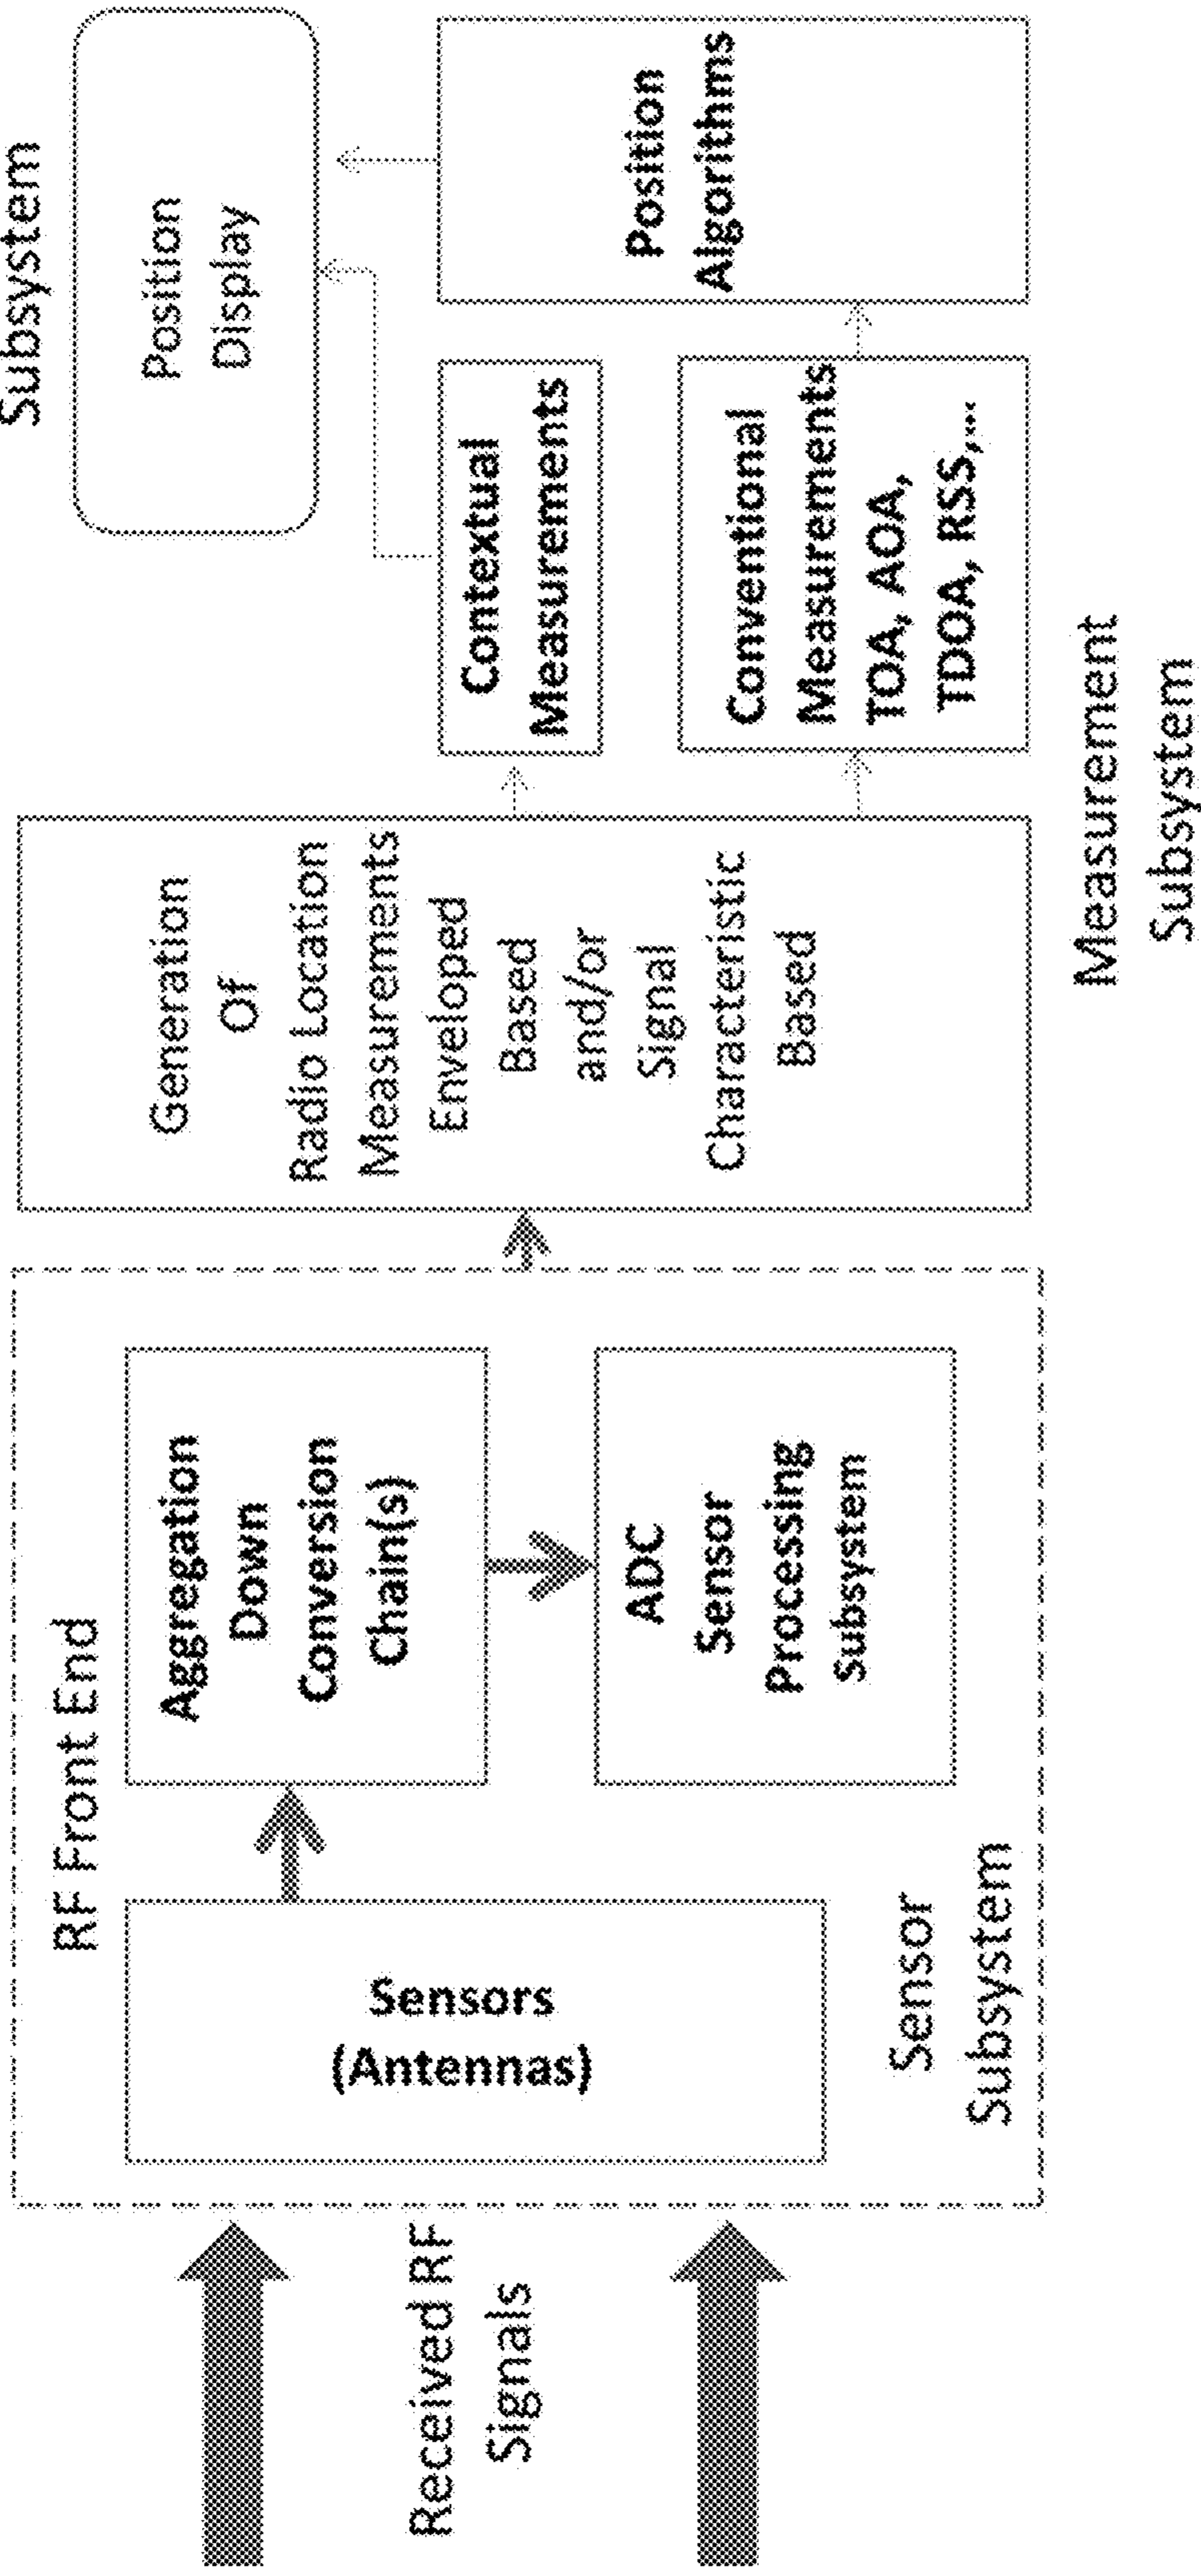 Received RF
Signals
RF Front End
Sensors
(Antennas)
Aggregation
Down
Conversion
Chain(s)
ADC
Sensor
Processing
Subsystem
Sensor
Subsystem
Generation
Of
Radio Location
Measurements
Enveloped
Based
and/or
Signal
Characteristic
Based
Contextual
Measurements
Conventional
Measurements
TOA, AOA,
TDOA, RSS,...
Measurement
Subsystem
Subsystem
Position
Display
Position
Algorithms